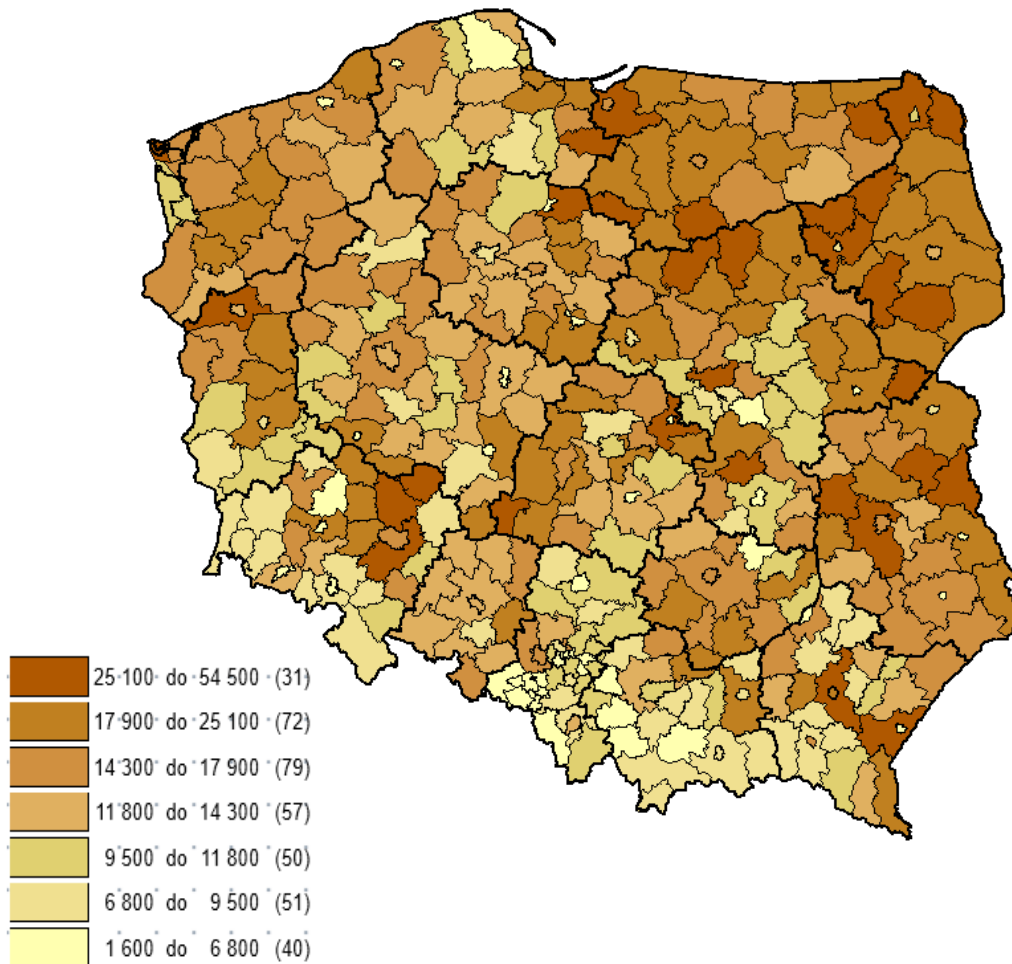 25 100 do 54 500 (31)
17 900 do 25 100 (72)
14 300 do 17 900 (79)
11 800 do 14 300 (57)
9 500 do 11 800 (50)
6 800 do 9 500 (51)
1 600 do 6 800 (40)